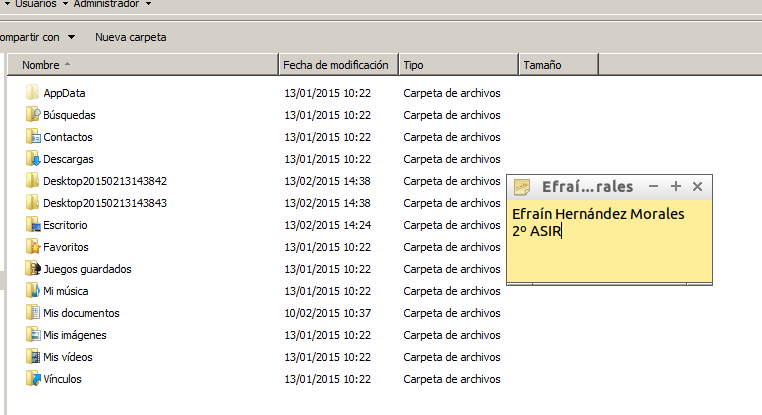 Usuarios Administrador
ompartir con Nueva carpeta
Nombre Fecha de modificación Tipo Tamaño
AppData 13/01/2015 10:22 Carpeta de archivos
Búsquedas 13/01/2015 10:22 Carpeta de archivos
Contactos 13/01/2015 10:22 Carpeta de archivos
Descargas 13/01/2015 10:22 Carpeta de archivos
Desktop20150213143842 13/02/2015 14:38 Carpeta de archivos
Desktop20150213143843 13/02/2015 14:38 Carpeta de archivos
Escritorio 13/02/2015 14:24 Carpeta de archivos
Favoritos 13/01/2015 10:22 Carpeta de archivos
Juegos guardados 13/01/2015 10:22 Carpeta de archivos
Mi música 13/01/2015 10:22 Carpeta de archivos
Mis documentos 10/02/2015 10:37 Carpeta de archivos
Mis imágenes 13/01/2015 10:22 Carpeta de archivos
Mis vídeos 13/01/2015 10:22 Carpeta de archivos
Vínculos 13/01/2015 10:22 Carpeta de archivos
Efraí...rales
Efraín Hernández Morales
2º ASIR